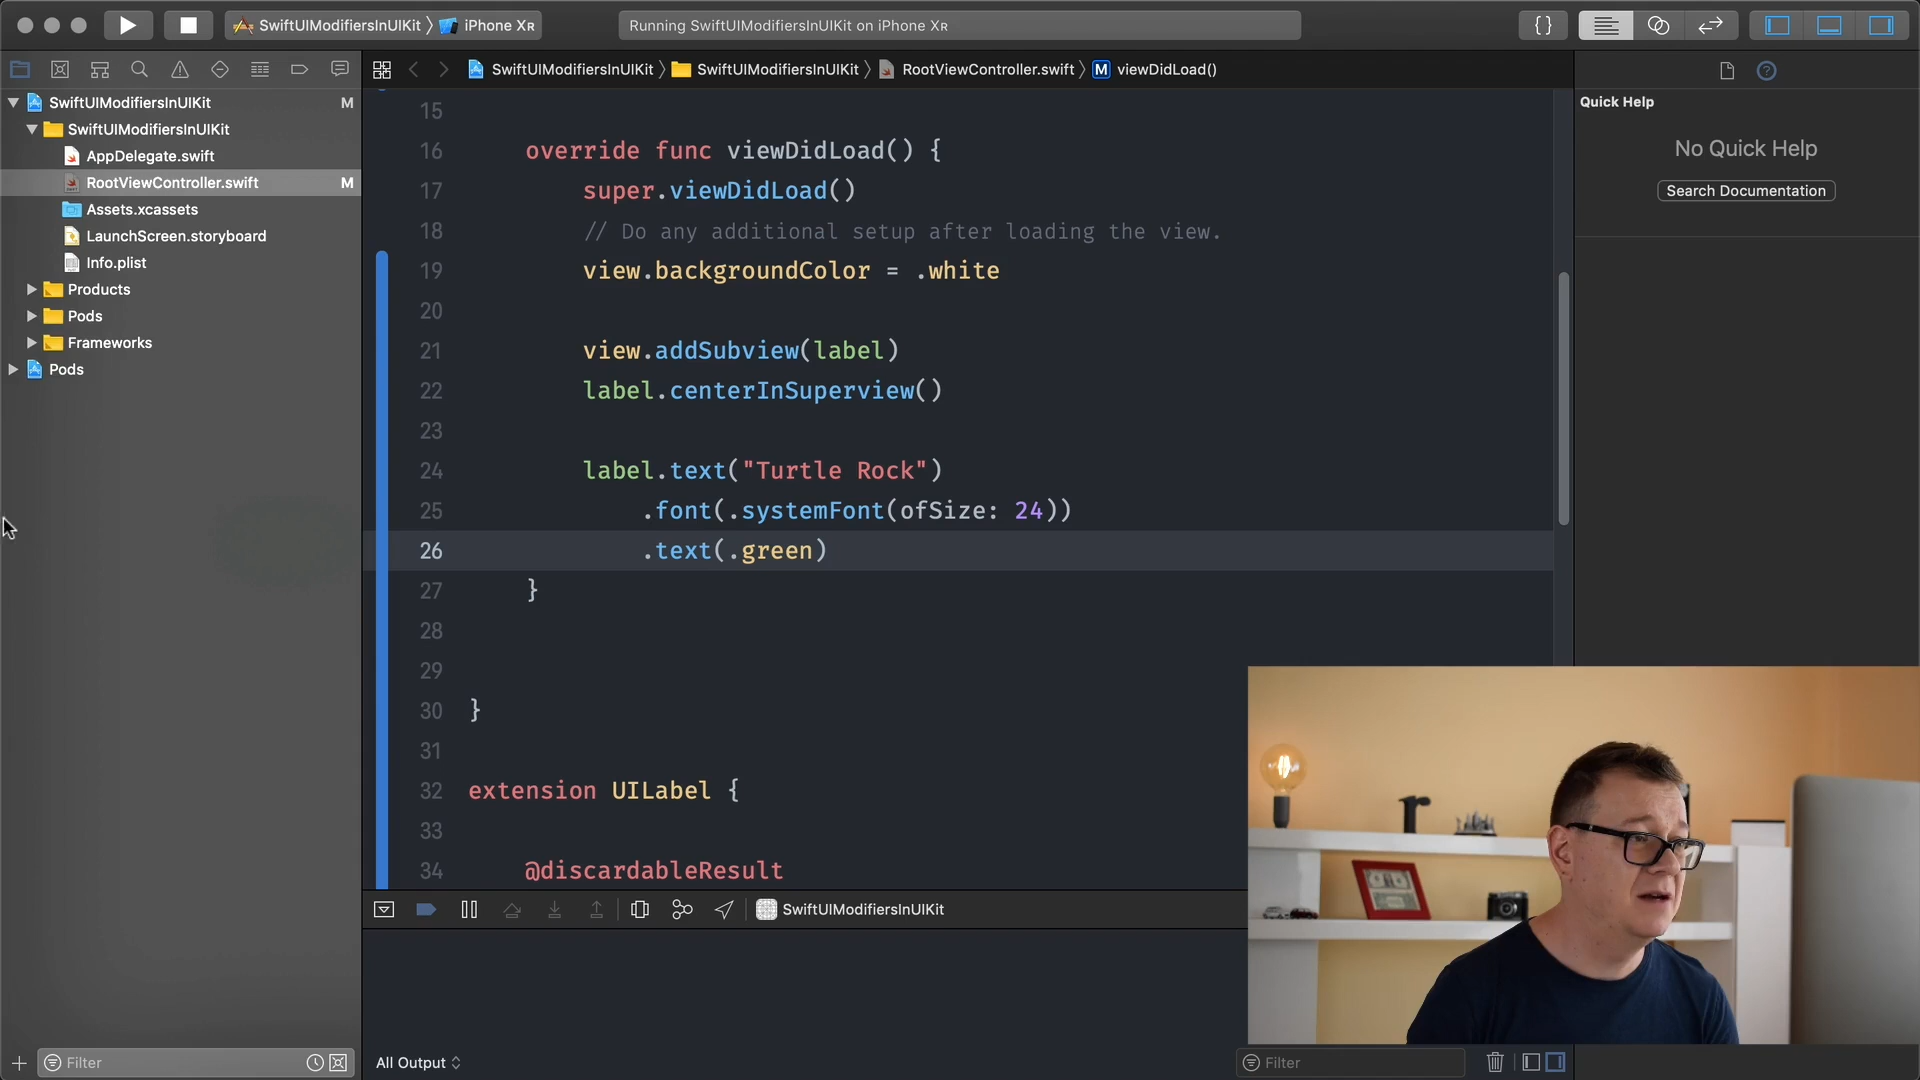 SwiftUIModifiersInUIKit
iPhone XR
Running SwiftUIModifiersInUIKit on iPhone XR
{ }
SwiftUIModifiersInUIKit
SwiftUIModifiersInUIKit
RootViewController.swift
M
viewDidLoad()
SwiftUIModifiersInUIKit M
SwiftUIModifiersInUIKit
AppDelegate.swift
RootViewController.swift M
Assets.xcassets
LaunchScreen.storyboard
Info.plist
Products
Pods
Frameworks
Pods
15
16 override func viewDidLoad() {
17 super.viewDidLoad()
18 // Do any additional setup after loading the view.
19 view.backgroundColor = .white
20
21 view.addSubview(label)
22 label.centerInSuperview()
23
24 label.text("Turtle Rock")
25 .font(.systemFont(ofSize: 24))
26 .text(.green)
27 }
28
29
30 }
31
32 extension UILabel {
33
34 @discardableResult
Quick Help
No Quick Help
Search Documentation
SwiftUIModifiersInUIKit
Filter
All Output
Filter